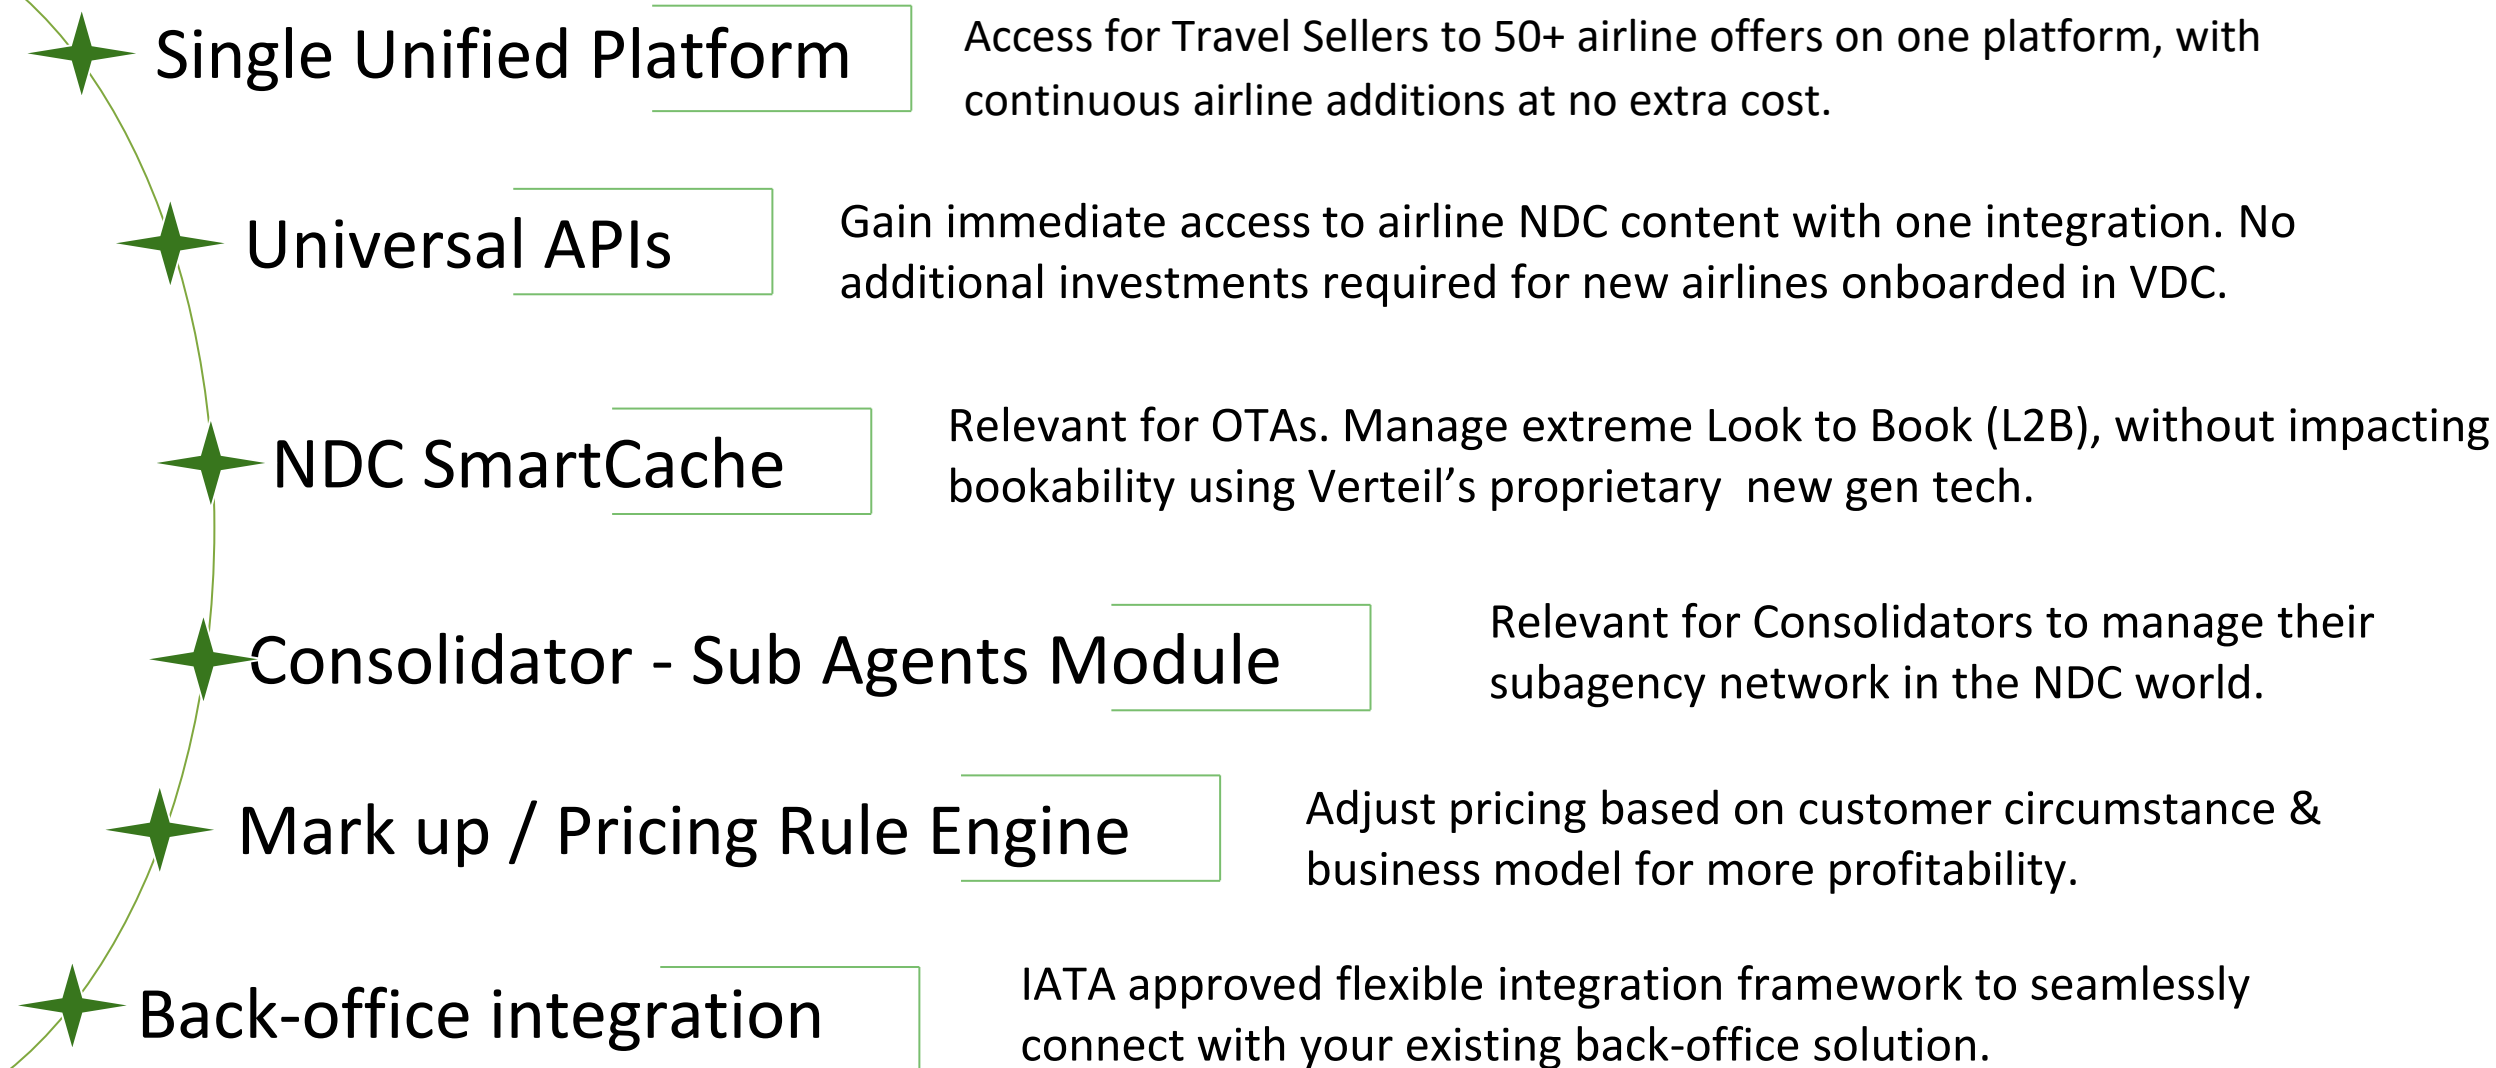 Single Unified Platform
Access for Travel Sellers to 50+ airline offers on one platform, with
continuous airline additions at no extra cost.
Universal APIs
Gain immediate access to airline NDC content with one integration. No
additional investments required for new airlines onboarded in VDC.
NDC SmartCache
Relevant for OTAs. Manage extreme Look to Book (L2B), without impacting
bookability using Verteil’s proprietary  new gen tech.
Consolidator - Sub Agents Module
Relevant for Consolidators to manage their
subagency network in the NDC world.
Mark up / Pricing Rule Engine
Adjust pricing based on customer circumstance &
business model for more profitability.
Back-office integration
IATA approved flexible integration framework to seamlessly
connect with your existing back-office solution.